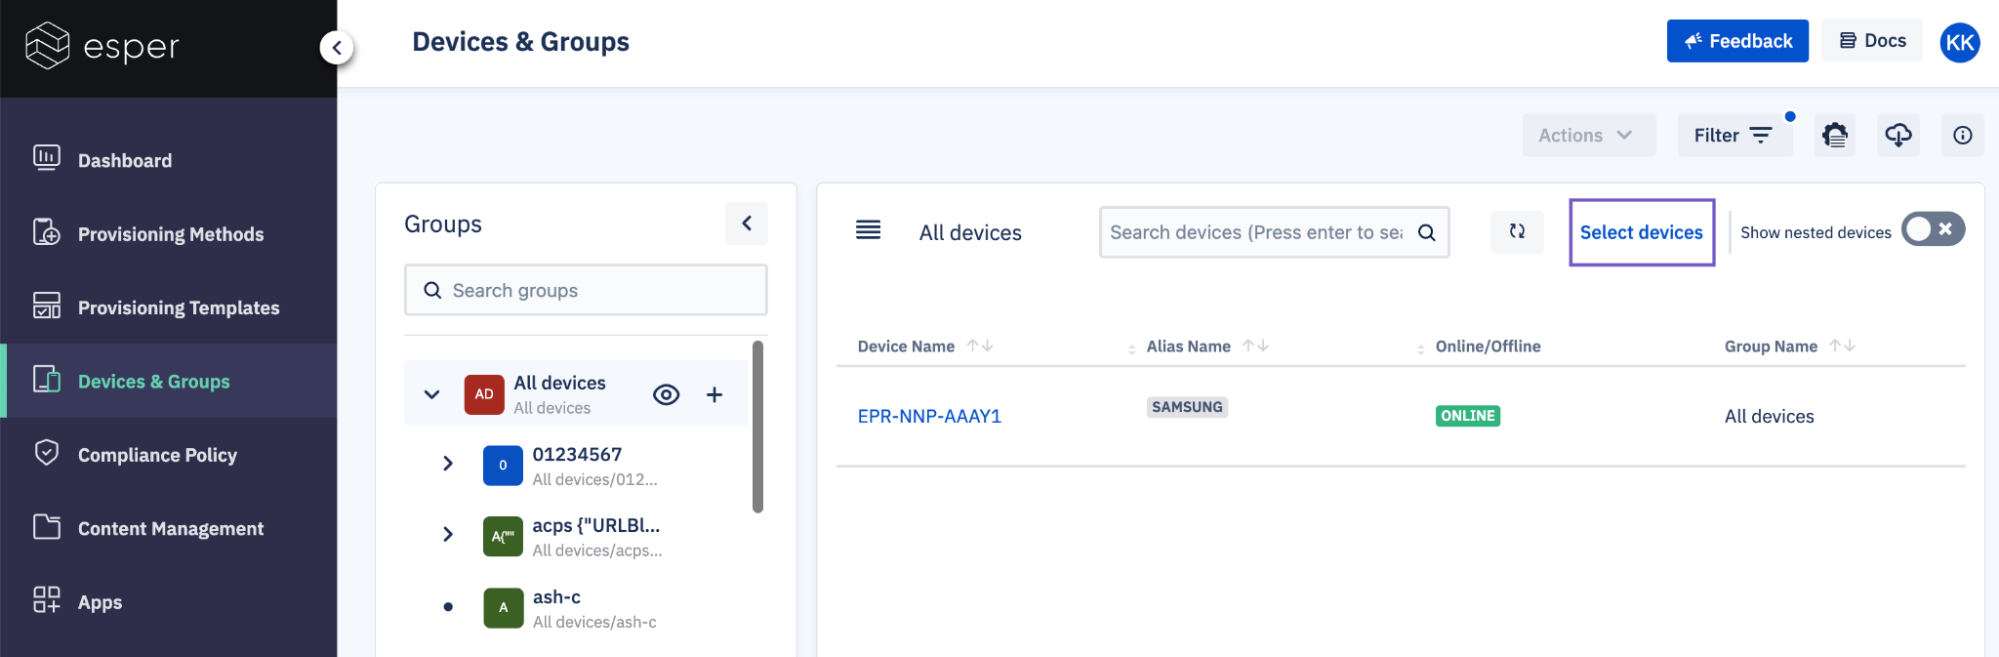 esper
Devices & Groups
Feedback
Docs
KK
Dashboard
Provisioning Methods
Provisioning Templates
Devices & Groups
Compliance Policy
Content Management
Apps
Actions
Filter
Groups
Search groups
AD
All devices
All devices
0
01234567
All devices/012...
A{""
acps {"URLBl...
All devices/acps...
A
ash-c
All devices/ash-c
All devices
Search devices (Press enter to sea
Select devices
Show nested devices
Device Name
Alias Name
Online/Offline
Group Name
EPR-NNP-AAAY1
SAMSUNG
ONLINE
All devices